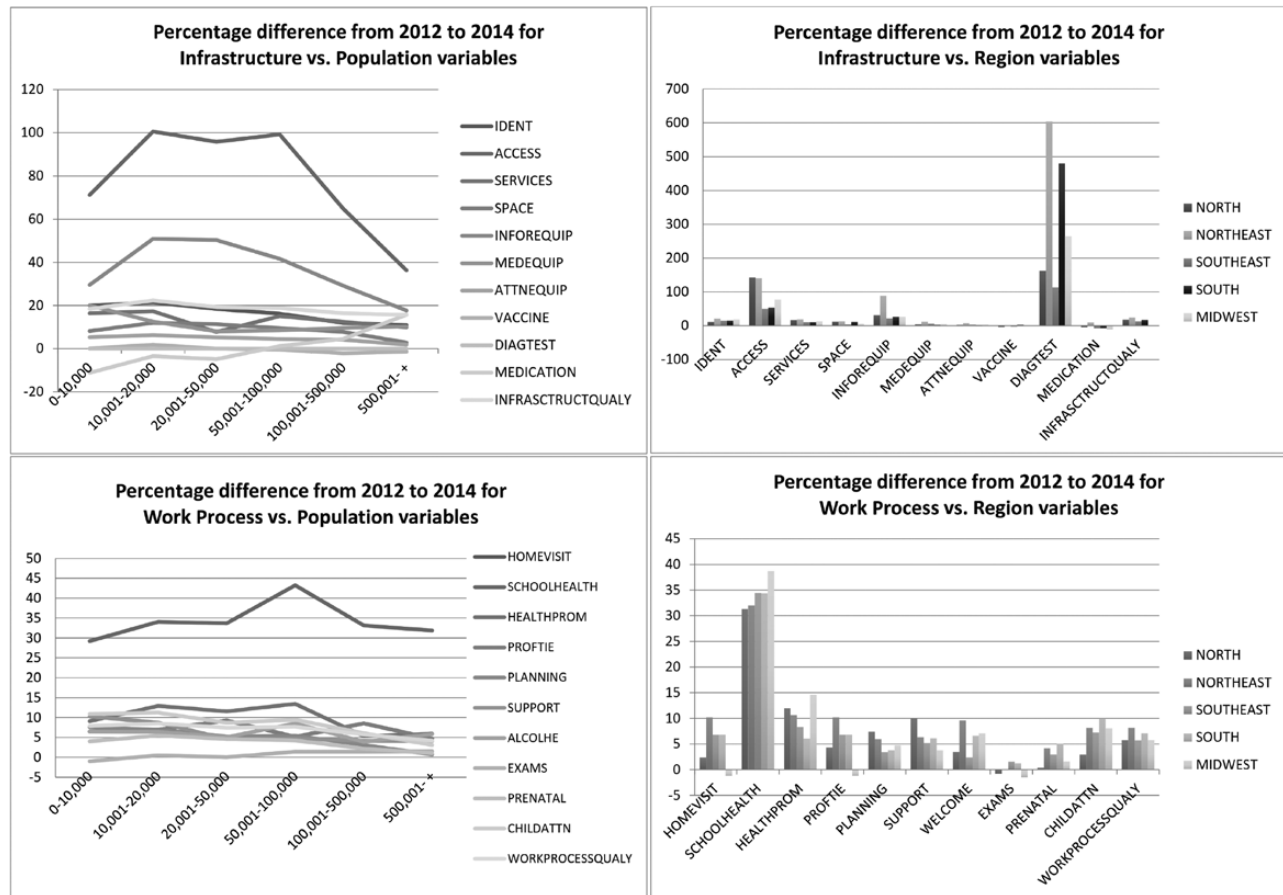 Percentage difference from 2012 to 2014 for
Infrastructure vs. Population variables
120
100
80
60
40
20
0
-20
0-10,000
10,001-20,000
20,001-50,000
50,001-100,000
100,001-500,000
500,001- +
IDENT
ACCESS
SERVICES
SPACE
INFOREQUIP
MEDEQUIP
ATTNEQUIP
VACCINE
DIAGTEST
MEDICATION
INFRASCTRUCTQUALY
Percentage difference from 2012 to 2014 for
Infrastructure vs. Region variables
700
600
500
400
300
200
100
0
-100
IDENT
ACCESS
SERVICES
SPACE
INFOREQUIP
MEDEQUIP
ATTNEQUIP
VACCINE
DIAGTEST
MEDICATION
INFRASCTRUCTQUALY
NORTH
NORTHEAST
SOUTHEAST
SOUTH
MIDWEST
Percentage difference from 2012 to 2014 for
Work Process vs. Population variables
50
45
40
35
30
25
20
15
10
5
0
-5
0-10,000
10,001-20,000
20,001-50,000
50,001-100,000
100,001-500,000
500,001- +
HOMEVISIT
SCHOOLHEALTH
HEALTHPROM
PROFTIE
PLANNING
SUPPORT
ALCOLHE
EXAMS
PRENATAL
CHILDATTN
WORKPROCESSQUALY
Percentage difference from 2012 to 2014 for
Work Process vs. Region variables
45
40
35
30
25
20
15
10
5
0
-5
HOMEVISIT
SCHOOLHEALTH
HEALTHPROM
PROFTIE
PLANNING
SUPPORT
WELCOME
EXAMS
PRENATAL
CHILDATTN
WORKPROCESSQUALY
NORTH
NORTHEAST
SOUTHEAST
SOUTH
MIDWEST